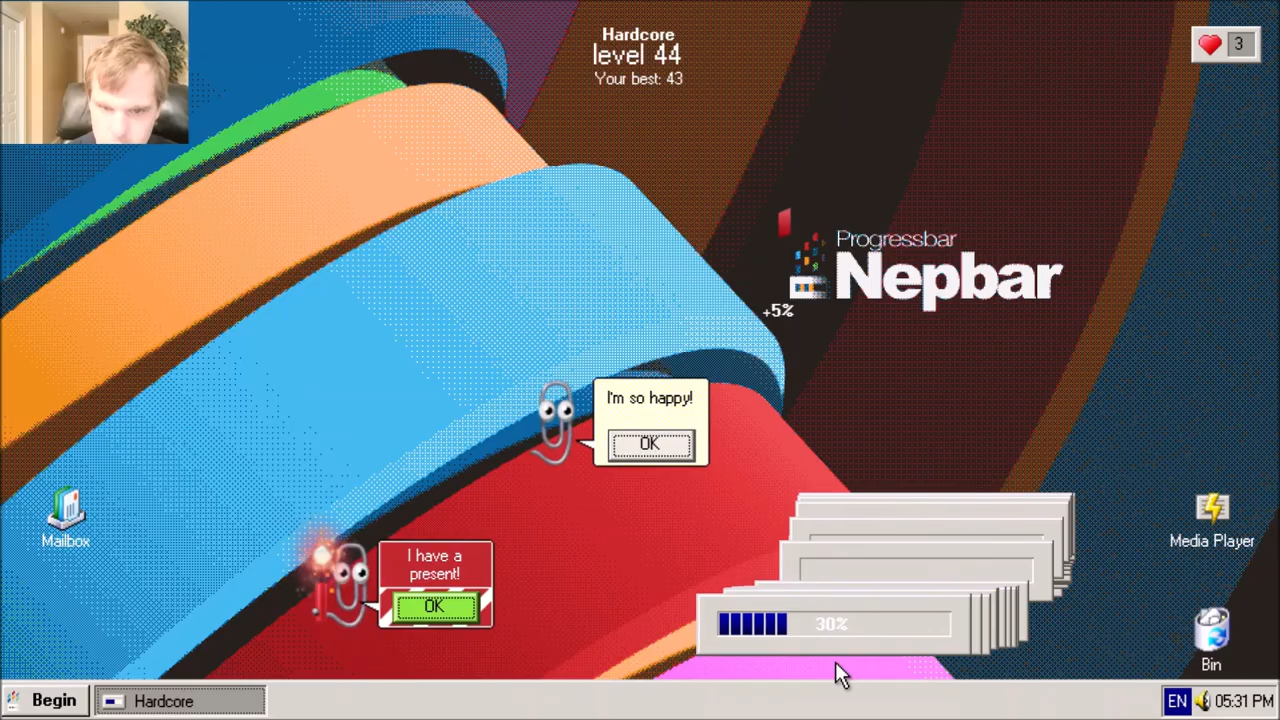 Hardcore
level 44
Your best: 43
3
Progressbar
Nepbar
+5%
I'm so happy!
OK
Mailbox
Media Player
I have a
present!
OK
30%
Bin
Begin
Hardcore
EN
05:31 PM